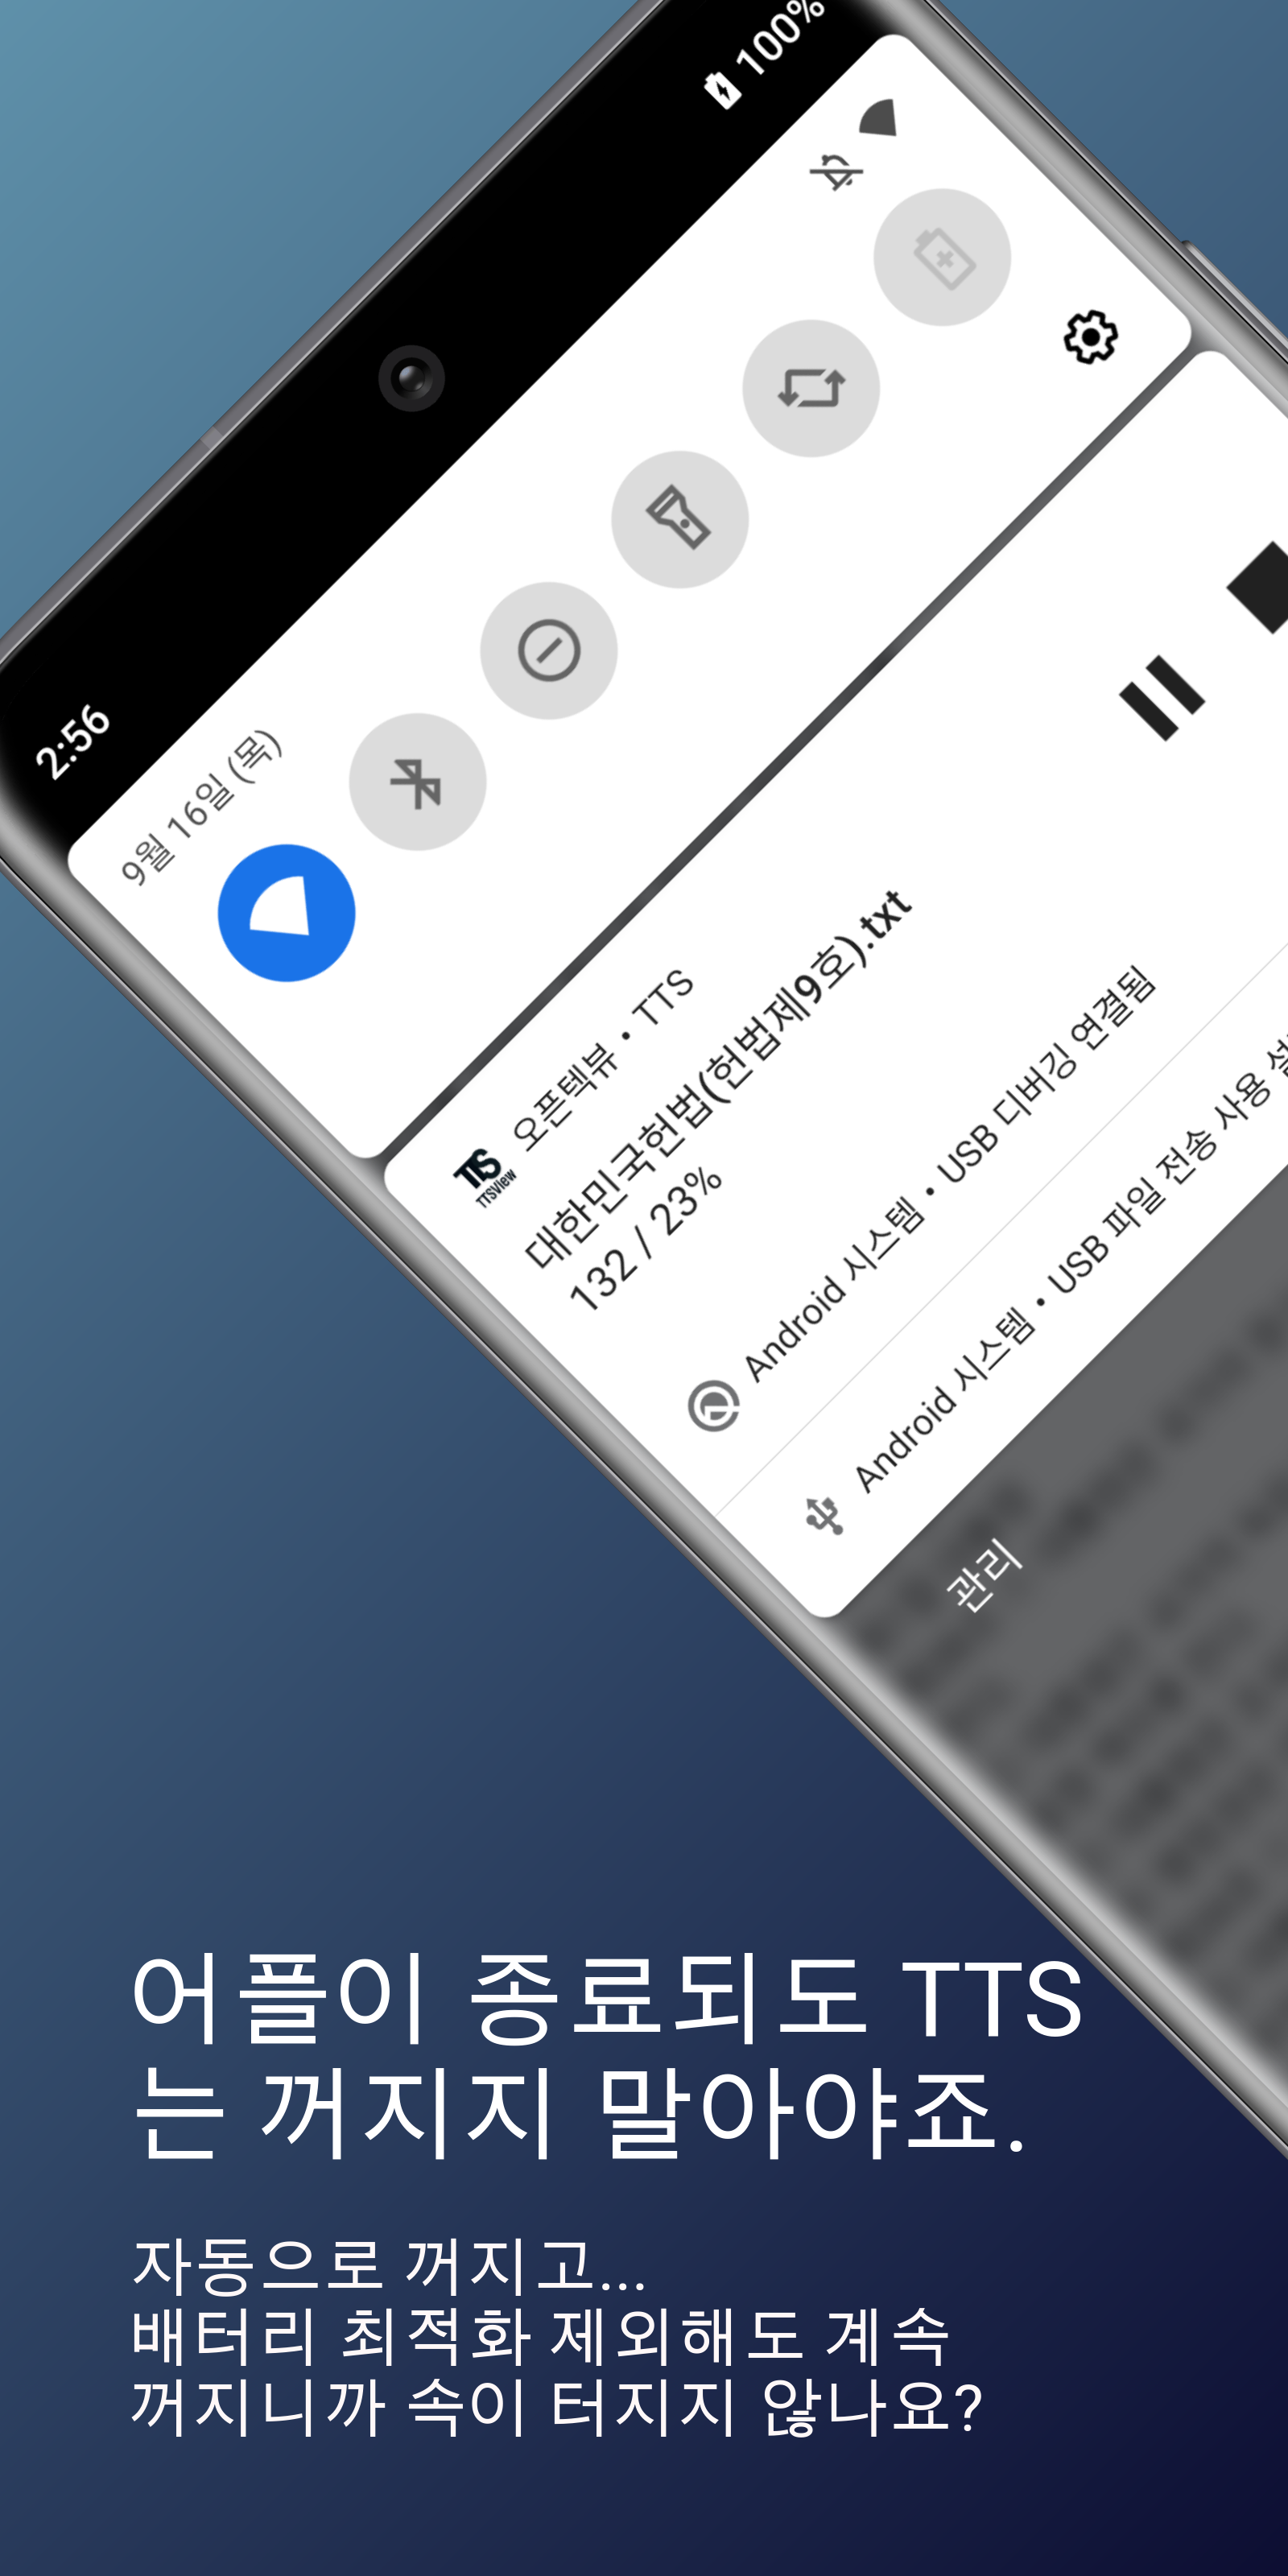 100%
2:56
9월 16일 (목)
TTS
TTSView
오픈텍뷰 • TTS
대한민국헌법(헌법제9호).txt
132 / 23%
Android 시스템 • USB 디버깅 연결됨
Android 시스템 • USB 파일 전송 사용
관리
어플이 종료되도 TTS
는 꺼지지 말아야죠.
자동으로 꺼지고...
배터리 최적화 제외해도 계속
꺼지니까 속이 터지지 않나요?